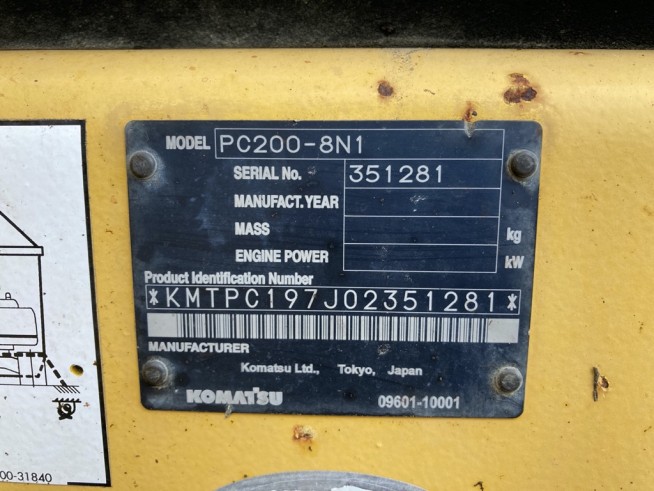 MODEL PC200-8N1
SERIAL No. 351281
MANUFACT. YEAR
MASS kg
ENGINE POWER kW
Product Identification Number
*KMTPC197J02351281*
MANUFACTURER
Komatsu Ltd., Tokyo, Japan
KOMATSU 09601-10001
00-31840